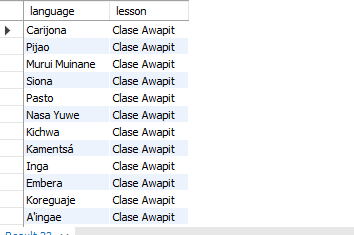 language lesson
Carijona Clase Awapit
Pijao Clase Awapit
Murui Muinane Clase Awapit
Siona Clase Awapit
Pasto Clase Awapit
Nasa Yuwe Clase Awapit
Kichwa Clase Awapit
Kamentsá Clase Awapit
Inga Clase Awapit
Embera Clase Awapit
Koreguaje Clase Awapit
A'ingae Clase Awapit